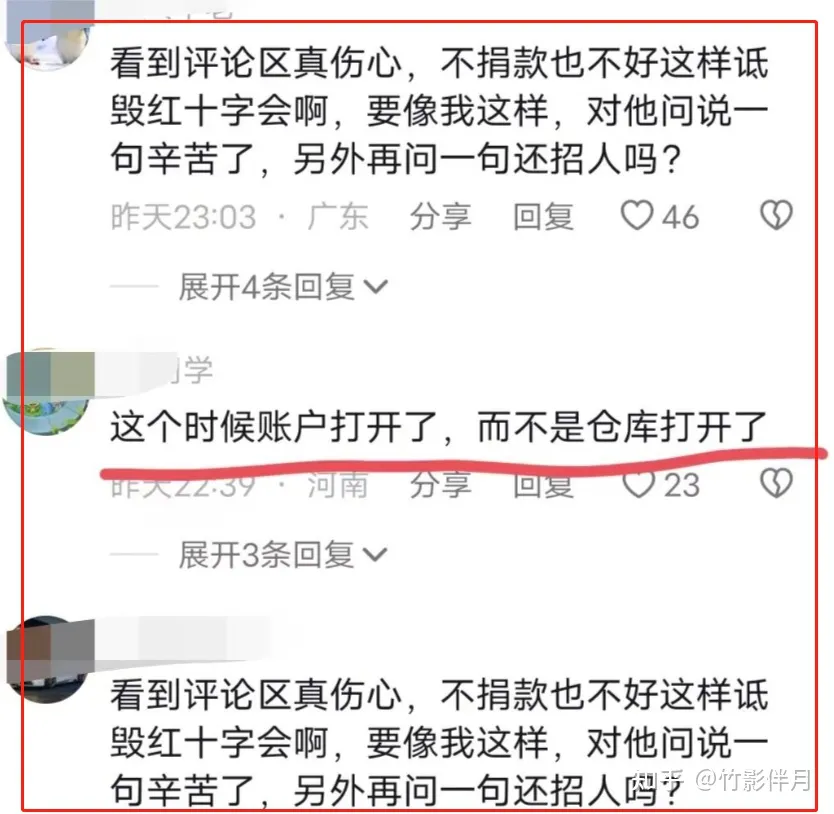 看到评论区真伤心，不捐款也不好这样诋
毁红十字会啊，要像我这样，对他问说一
句辛苦了，另外再问一句还招人吗？
昨天23:03 · 广东 分享 回复 46
展开4条回复
学
这个时候账户打开了，而不是仓库打开了
昨天22:39 · 河南 分享 回复 23
展开3条回复
看到评论区真伤心，不捐款也不好这样诋
毁红十字会啊，要像我这样，对他问说一
句辛苦了，另外再问一句还招人吗？
知乎 @竹影伴月